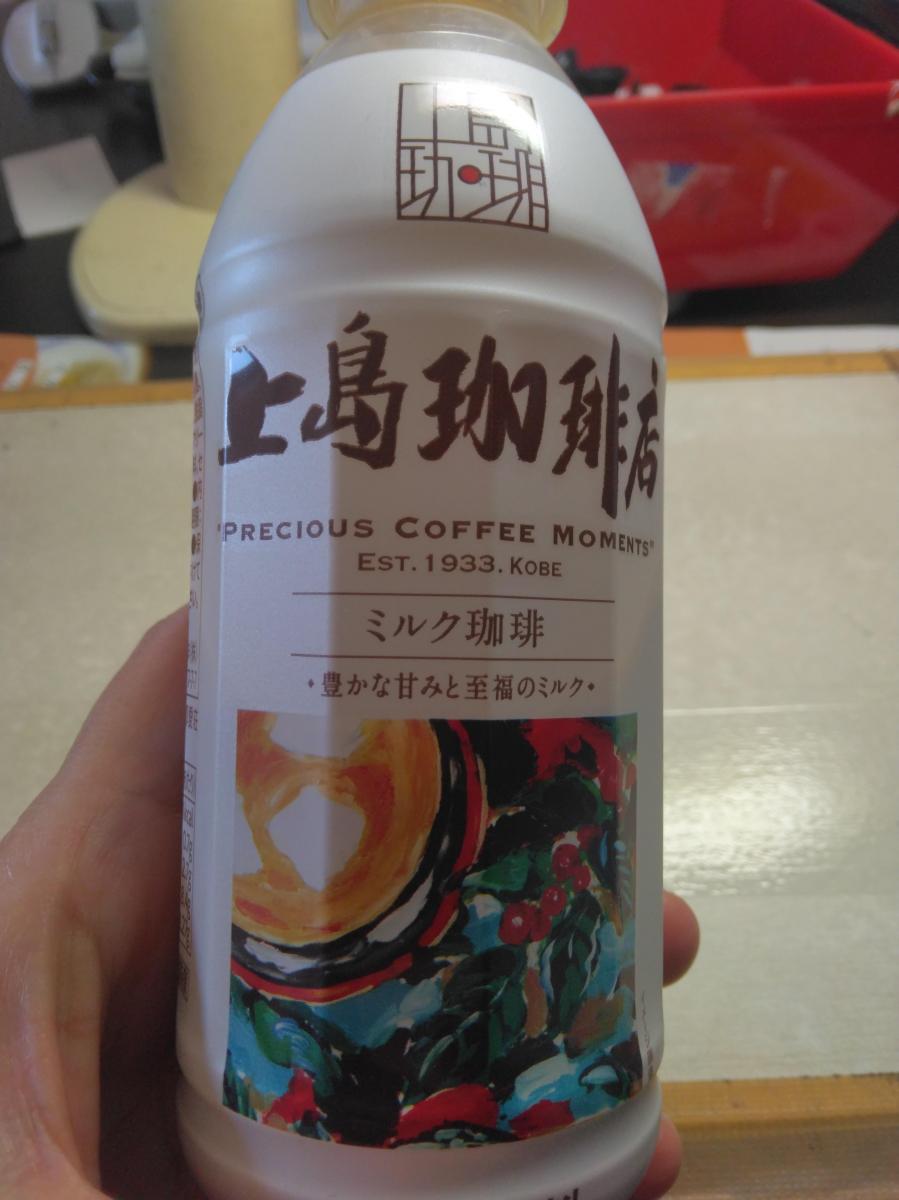 上島珈琲
上島珈琲店
"PRECIOUS COFFEE MOMENTS"
EST. 1933. KOBE
ミルク珈琲
・豊かな甘みと至福のミルク・
kcal